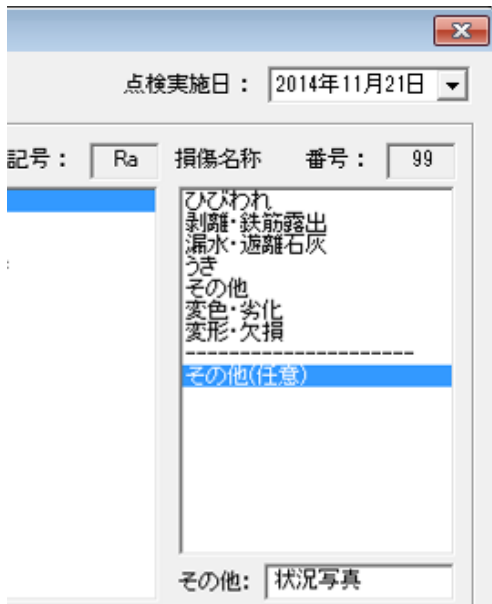 点検実施日： 2014年11月21日
記号： Ra 損傷名称 番号： 99
ひびわれ
剥離・鉄筋露出
漏水・遊離石灰
うき
その他
変色・劣化
変形・欠損
----------------------
その他(任意)
その他: 状況写真